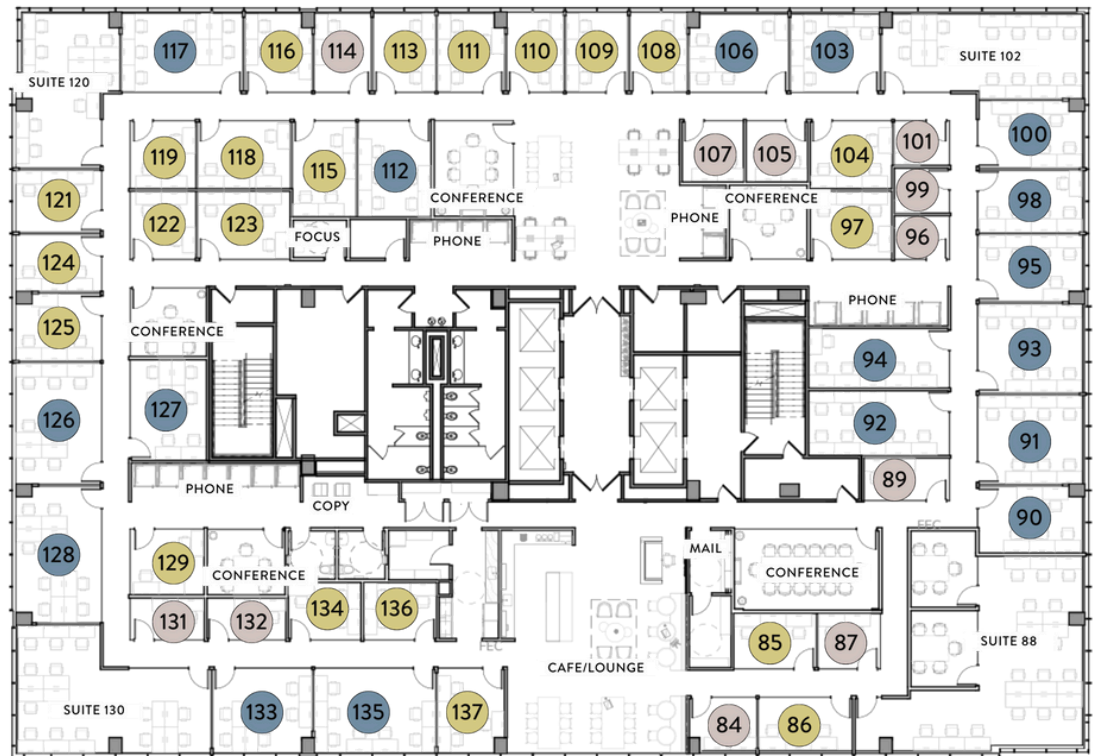 117
116
114
113
111
110
109
108
106
103
SUITE 120
SUITE 102
119
118
115
112
107
105
104
101
100
99
98
121
122
123
CONFERENCE
CONFERENCE
FOCUS
PHONE
PHONE
97
96
95
124
125
CONFERENCE
PHONE
94
93
126
127
92
91
PHONE
COPY
89
90
FEC
128
129
CONFERENCE
MAIL
CONFERENCE
131
132
134
136
FEC
85
87
SUITE 88
CAFE/LOUNGE
SUITE 130
133
135
137
84
86